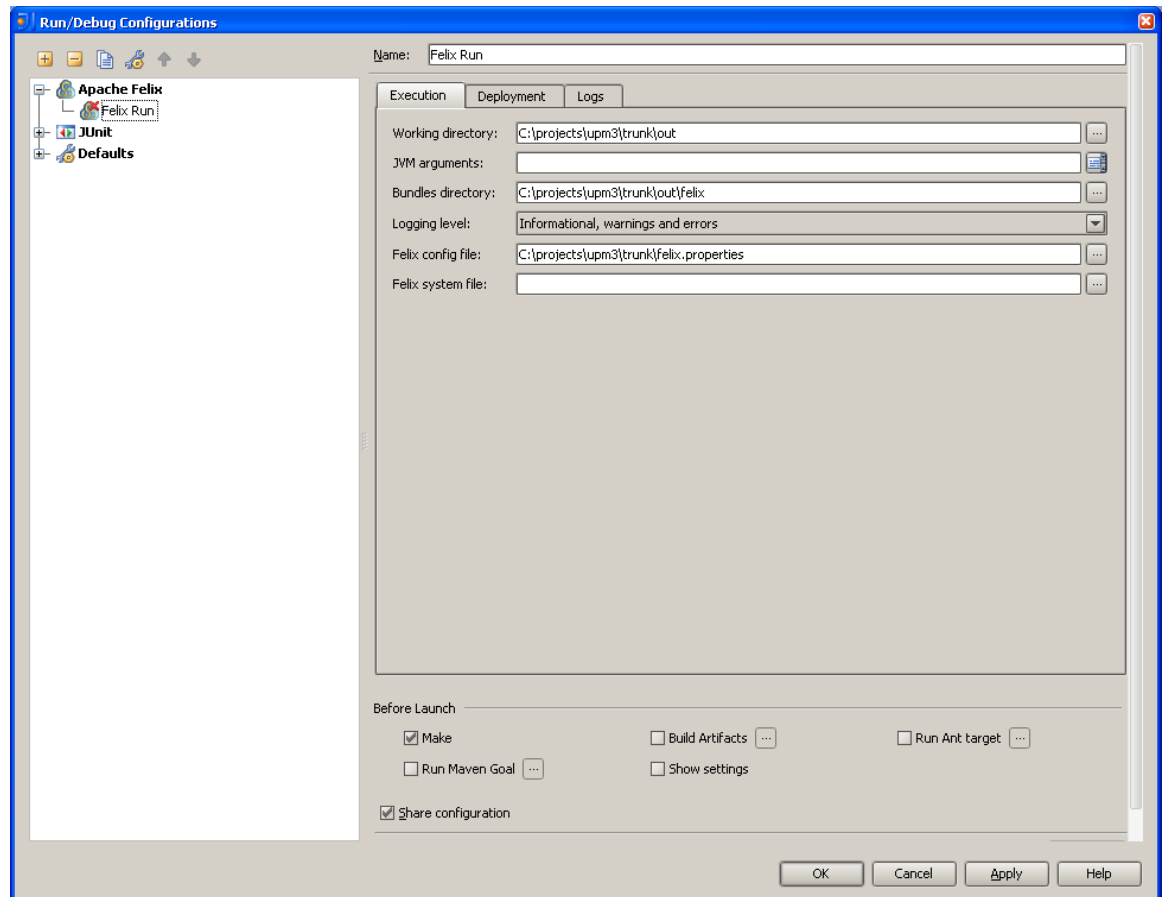 Run/Debug Configurations
Name: Felix Run
Apache Felix
Felix Run
JUnit
Defaults
Execution Deployment Logs
Working directory: C:\projects\upm3\trunk\out ...
JVM arguments:
Bundles directory: C:\projects\upm3\trunk\out\felix ...
Logging level: Informational, warnings and errors
Felix config file: C:\projects\upm3\trunk\felix.properties ...
Felix system file: ...
Before Launch
Make Build Artifacts ... Run Ant target ...
Run Maven Goal ... Show settings
Share configuration
OK Cancel Apply Help